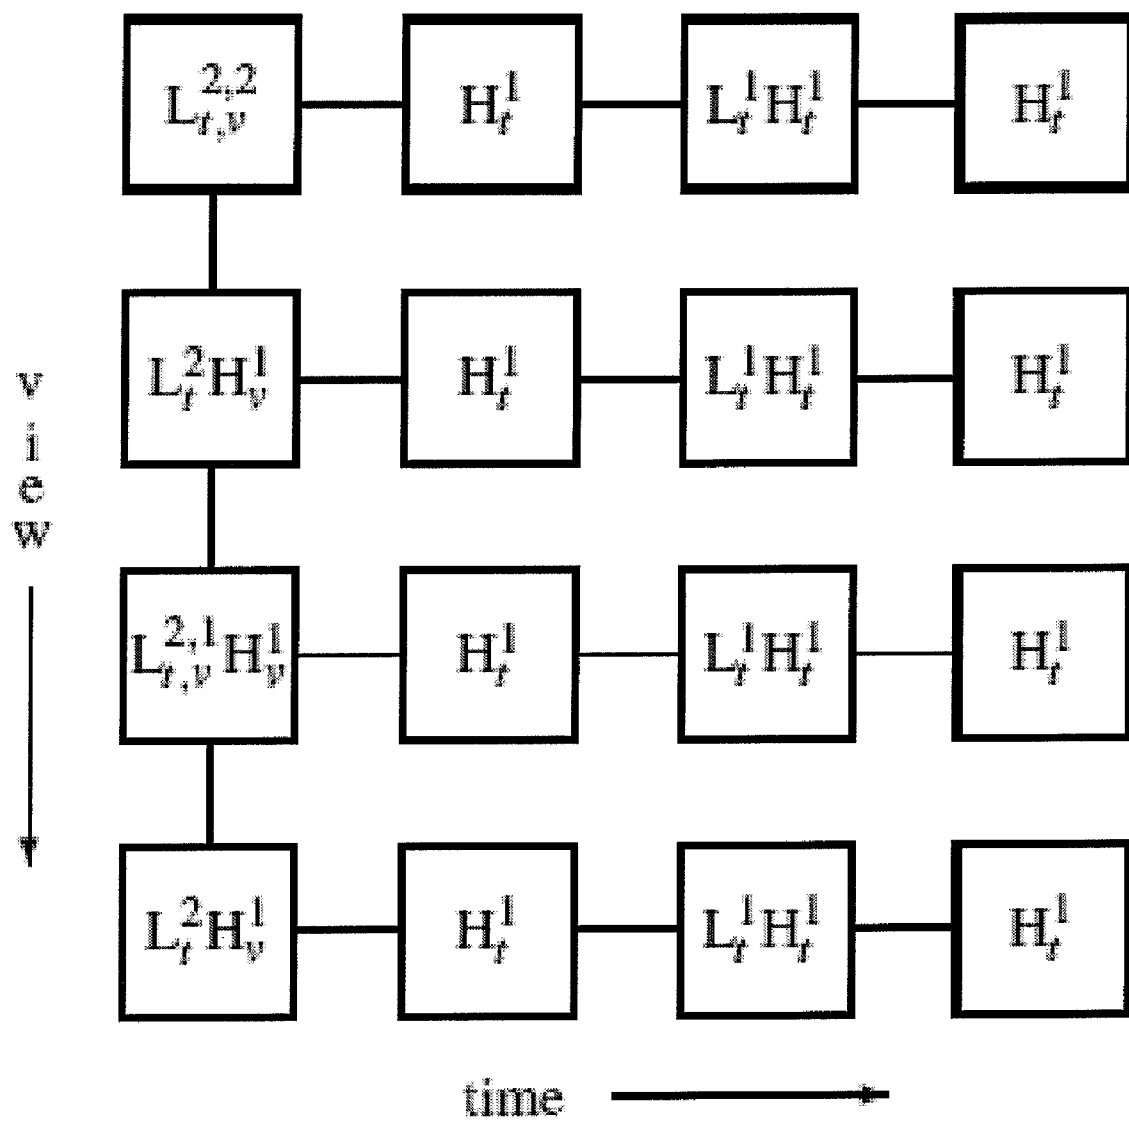 L_{t,v}^{2,2} H_t^1 L_t^1H_t^1 H_t^1
L_t^2H_v^1 H_t^1 L_t^1H_t^1 H_t^1
view
L_{t,v}^{2,1}H_v^1 H_t^1 L_t^1H_t^1 H_t^1
L_t^2H_v^1 H_t^1 L_t^1H_t^1 H_t^1
time